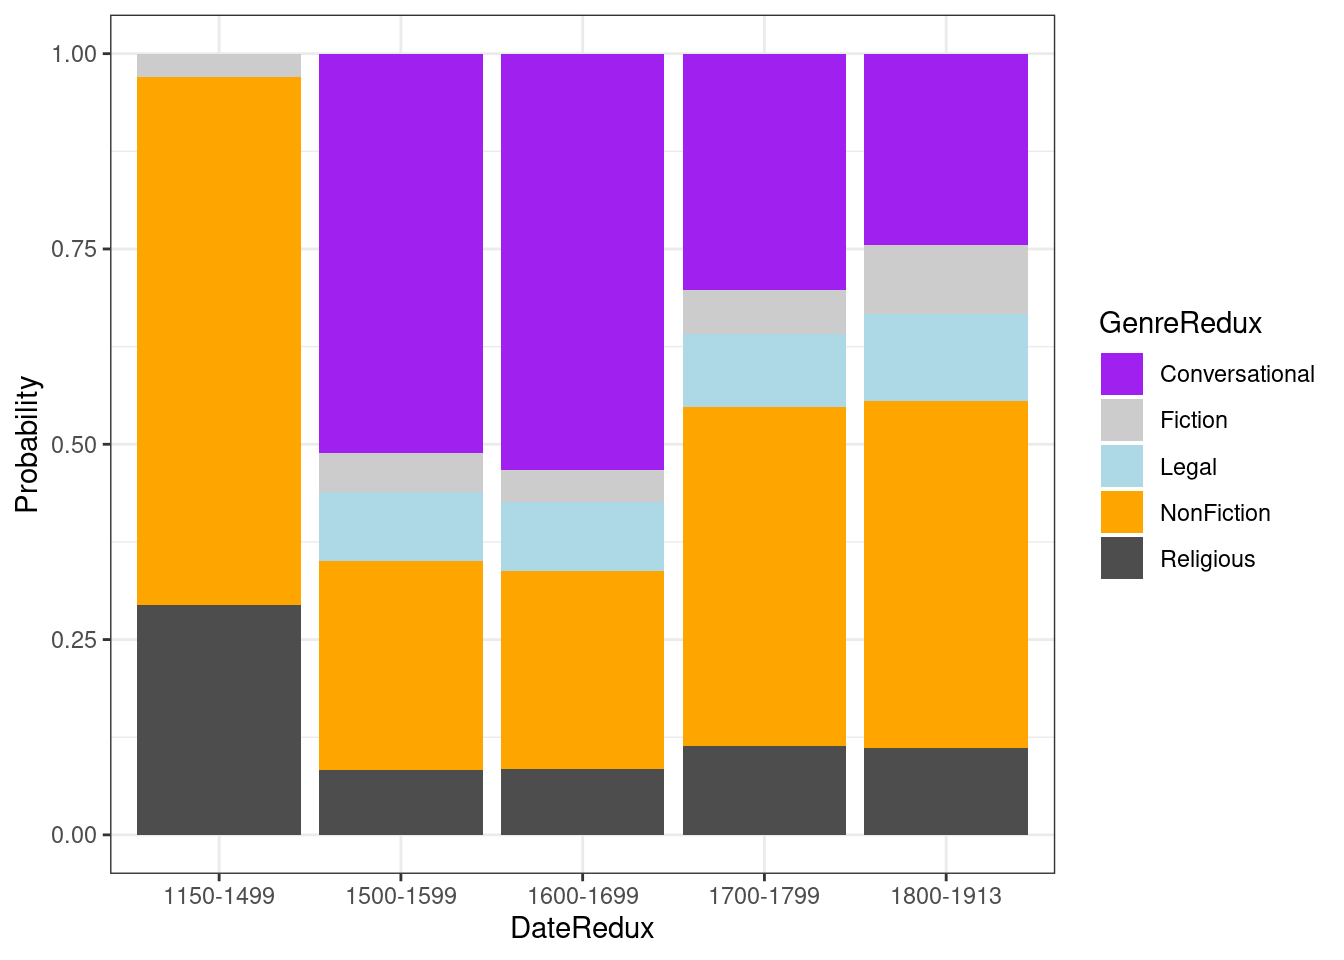 1.00
0.75
0.50
0.25
0.00
Probability
1150-1499
1500-1599
1600-1699
1700-1799
1800-1913
DateRedux
GenreRedux
Conversational
Fiction
Legal
NonFiction
Religious